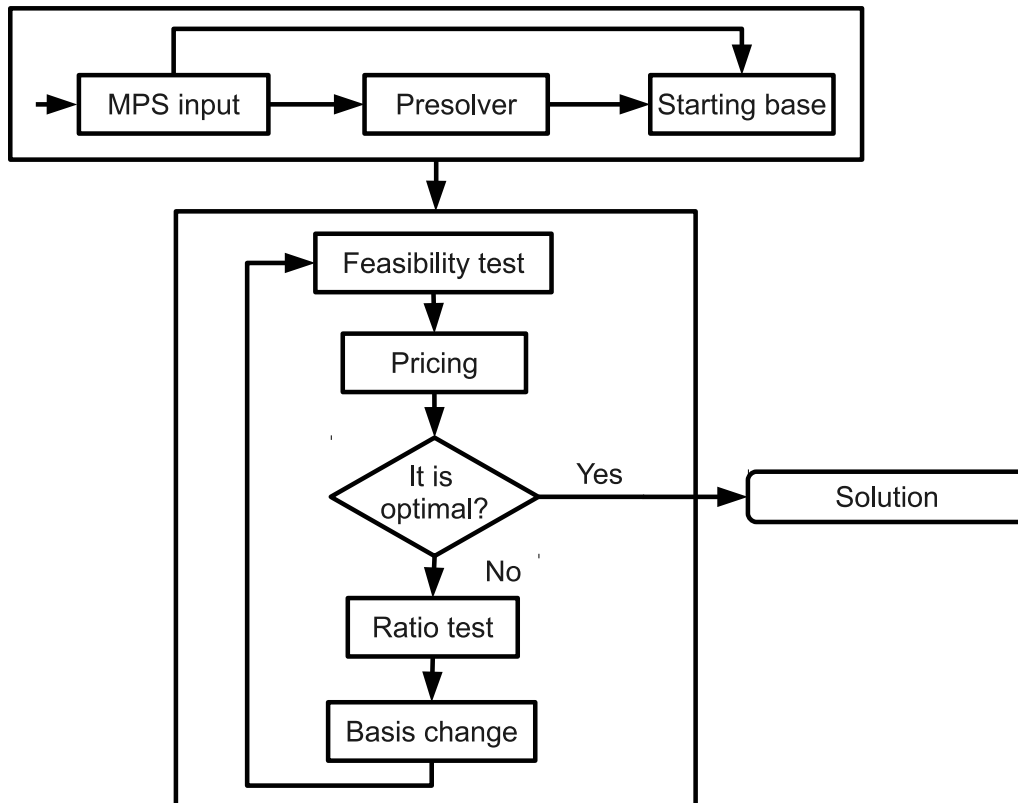 MPS input
Presolver
Starting base
Feasibility test
Pricing
It is
optimal?
Yes
Solution
No
Ratio test
Basis change